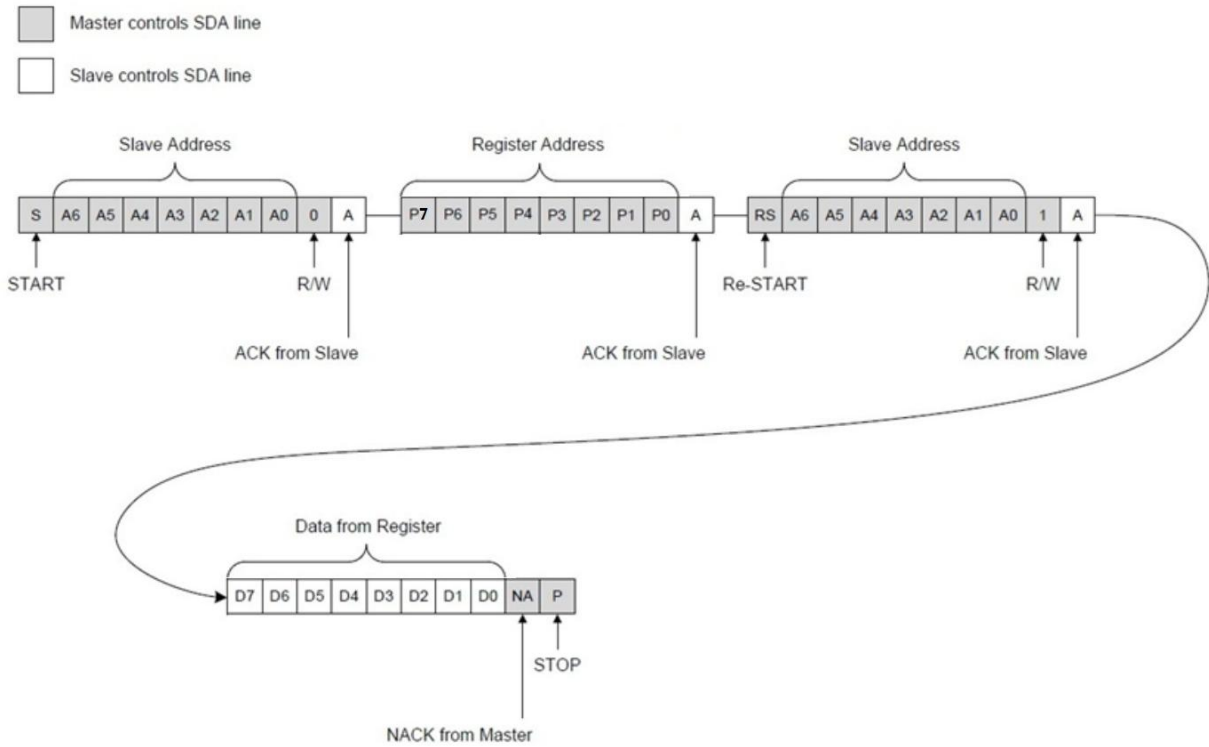 Master controls SDA line
Slave controls SDA line
Slave Address
Register Address
Slave Address
S A6 A5 A4 A3 A2 A1 A0 0 A P7 P6 P5 P4 P3 P2 P1 P0 A RS A6 A5 A4 A3 A2 A1 A0 1 A
START R/W Re-START R/W
ACK from Slave ACK from Slave ACK from Slave
Data from Register
D7 D6 D5 D4 D3 D2 D1 D0 NA P
STOP
NACK from Master